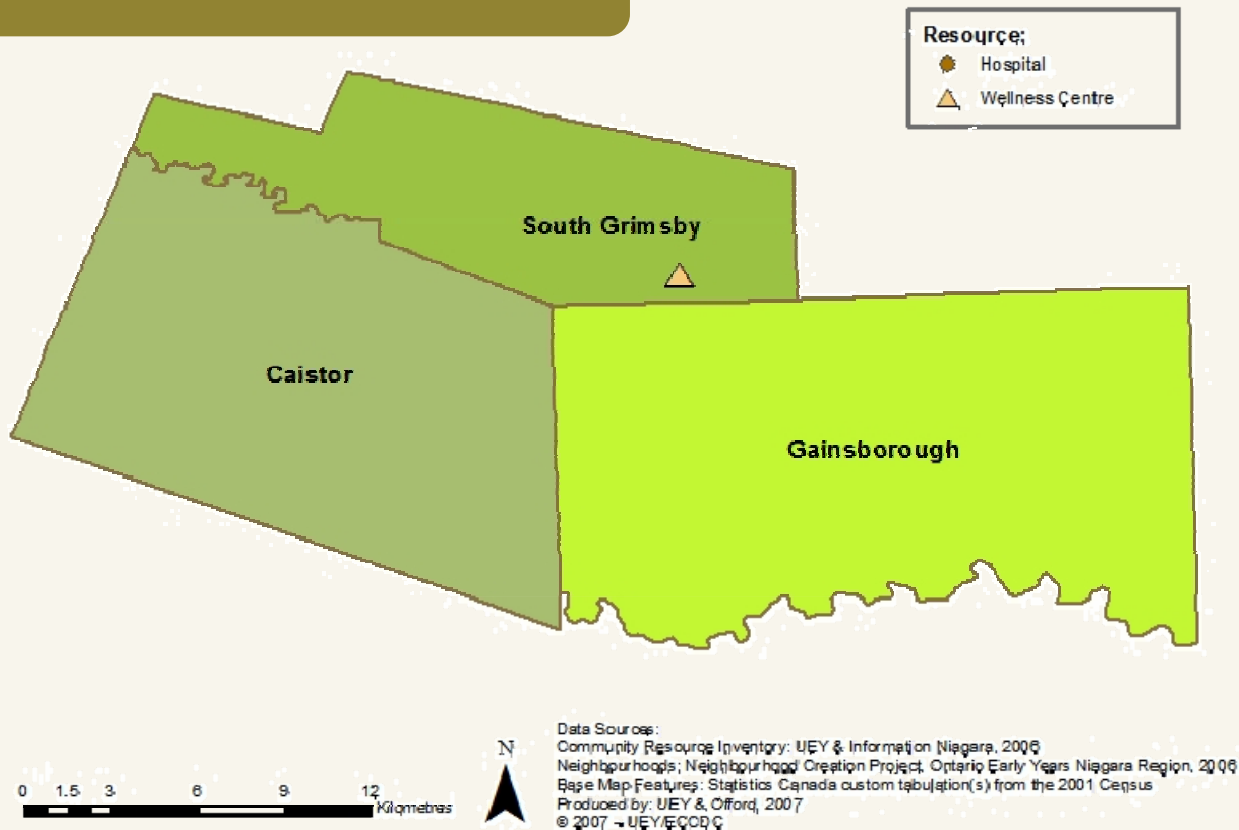 Resource:
Hospital
Wellness Centre
South Grimsby
Caistor
Gainsborough
Data Sources:
Community Resource Inventory: UEY & Information Niagara, 2006
Neighbourhoods: Neighbourhood Creation Project, Ontario Early Years Niagara Region, 2006
Base Map Features: Statistics Canada custom tabulation(s) from the 2001 Census
Produced by: UEY & Offord, 2007
© 2007 - UEY/ECCDC
N
0 1.5 3 6 9 12
Kilometres